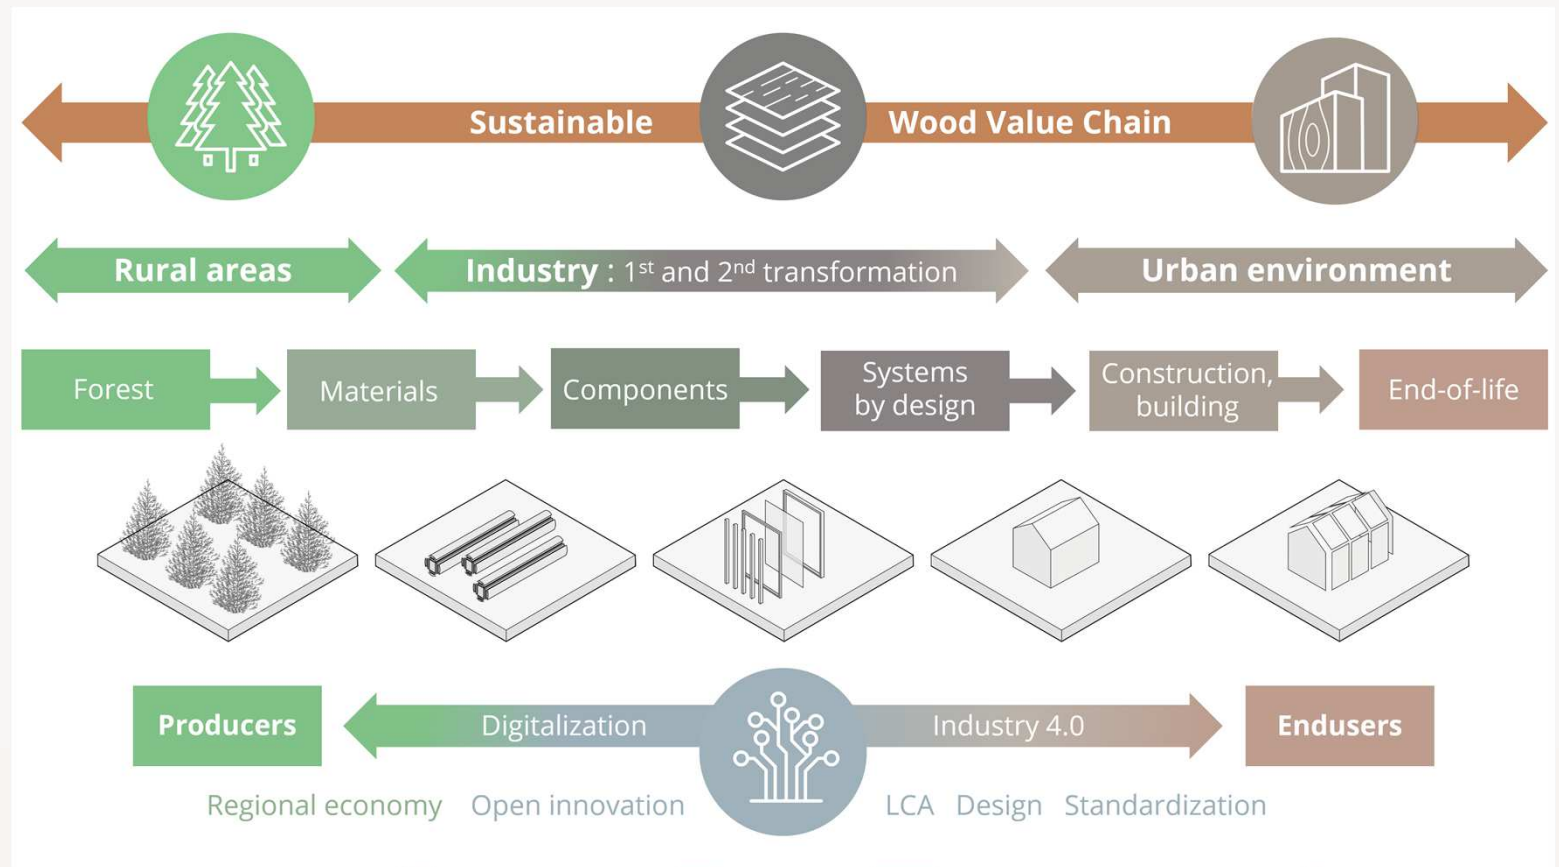 Sustainable Wood Value Chain
Rural areas
Industry : 1st and 2nd transformation
Urban environment
Forest
Materials
Components
Systems
by design
Construction,
building
End-of-life
Producers
Digitalization
Industry 4.0
Endusers
Regional economy
Open innovation
LCA
Design
Standardization